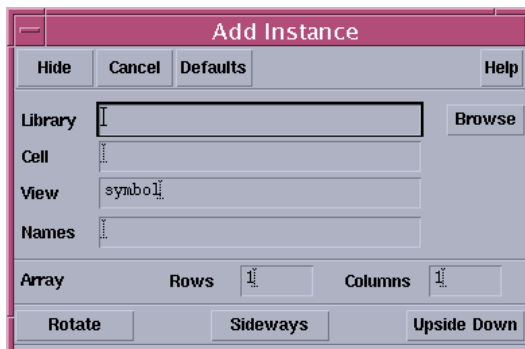 Add Instance
Hide Cancel Defaults Help
Library Browse
Cell
View symbol
Names
Array Rows 1 Columns 1
Rotate Sideways Upside Down